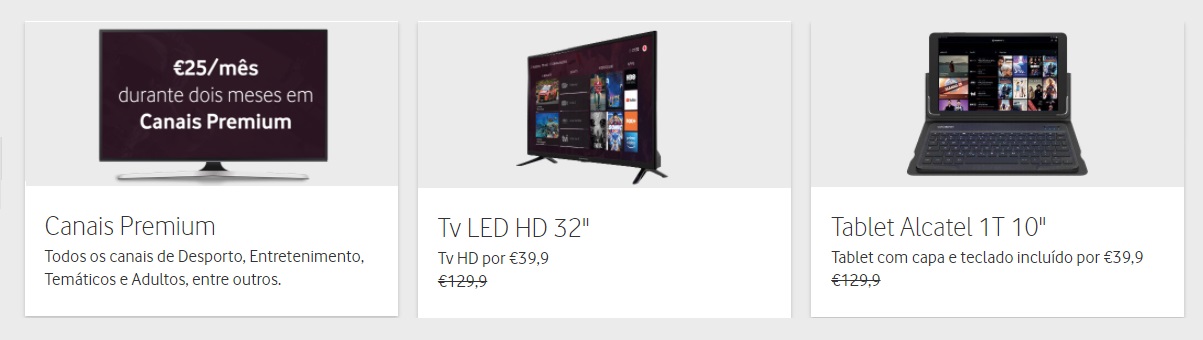 €25/mês
durante dois meses em
Canais Premium
Canais Premium
Todos os canais de Desporto, Entretenimento,
Temáticos e Adultos, entre outros.
Tv LED HD 32"
Tv HD por €39,9
€129,9
Tablet Alcatel 1T 10"
Tablet com capa e teclado incluído por €39,9
€129,9